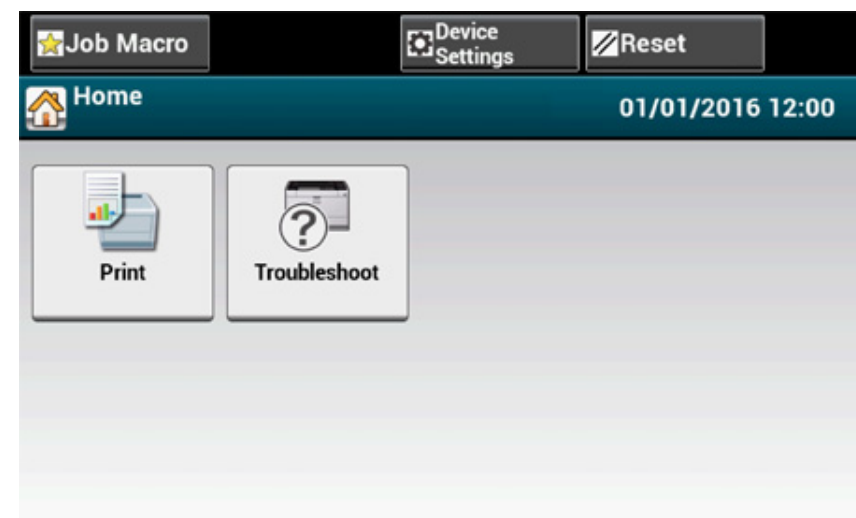 Job Macro
Device
Settings
Reset
Home
01/01/2016 12:00
Print
Troubleshoot